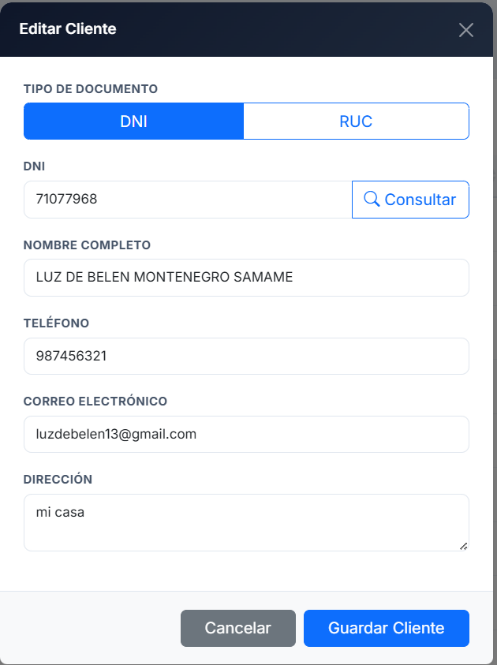 Editar Cliente
TIPO DE DOCUMENTO
DNI RUC
DNI
71077968 Consultar
NOMBRE COMPLETO
LUZ DE BELEN MONTENEGRO SAMAME
TELÉFONO
987456321
CORREO ELECTRÓNICO
luzdebelen13@gmail.com
DIRECCIÓN
mi casa
Cancelar Guardar Cliente